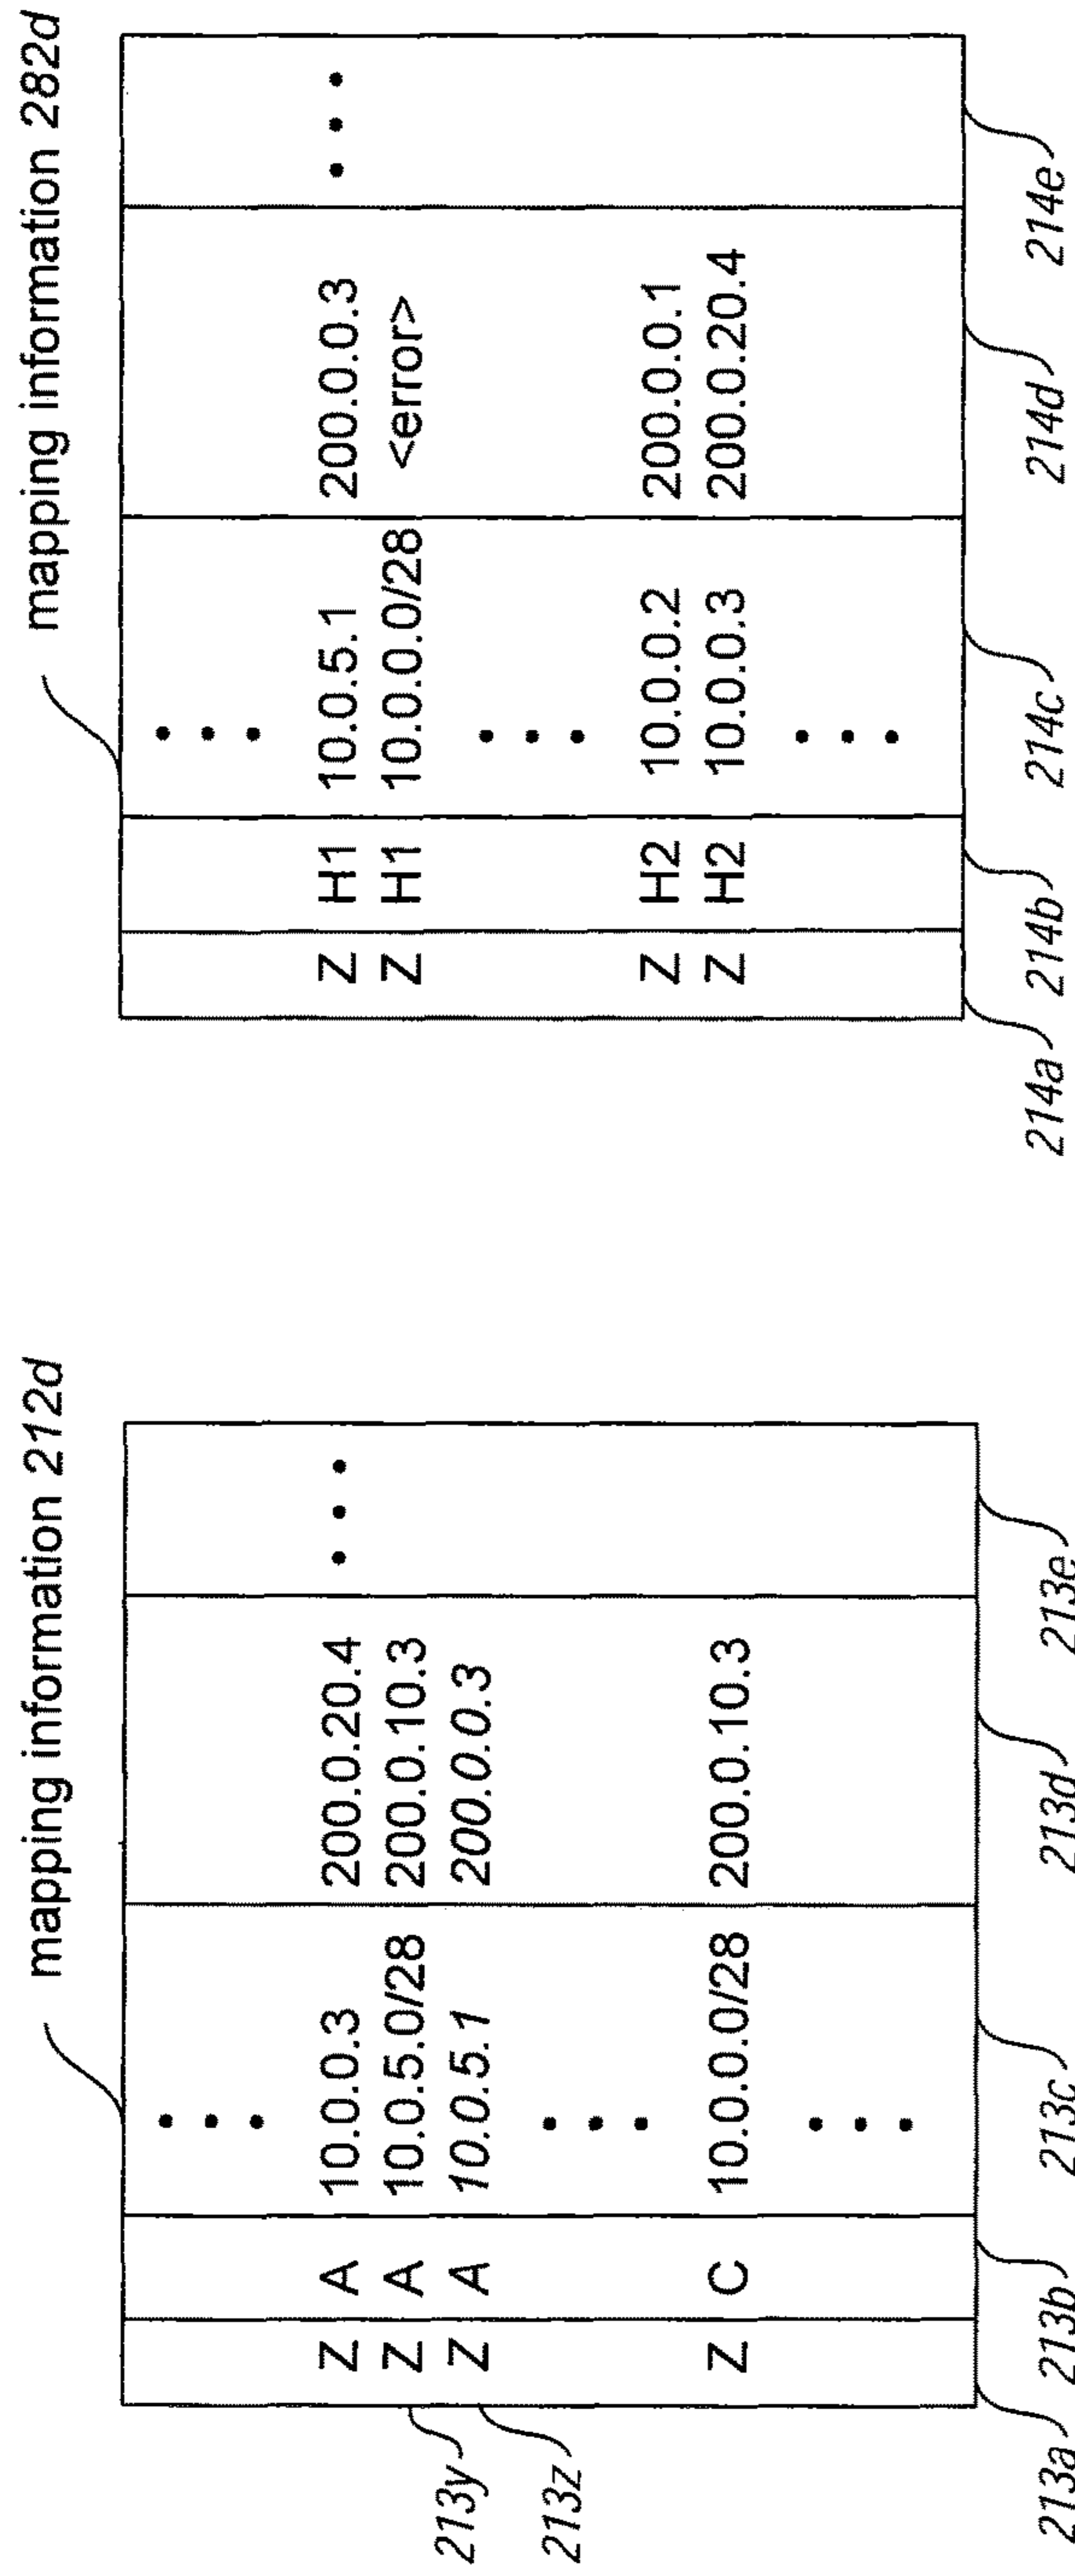 mapping information 212d
Z A 10.0.0.3 200.0.20.4
Z A 10.0.5.0/28 200.0.10.3
Z A 10.0.5.1 200.0.0.3
Z C 10.0.0.0/28 200.0.10.3
213y
213z
213a 213b 213c 213d 213e
mapping information 282d
Z H1 10.0.5.1 200.0.0.3
Z H1 10.0.0.0/28 <error>
Z H2 10.0.0.2 200.0.0.1
Z H2 10.0.0.3 200.0.20.4
214a 214b 214c 214d 214e